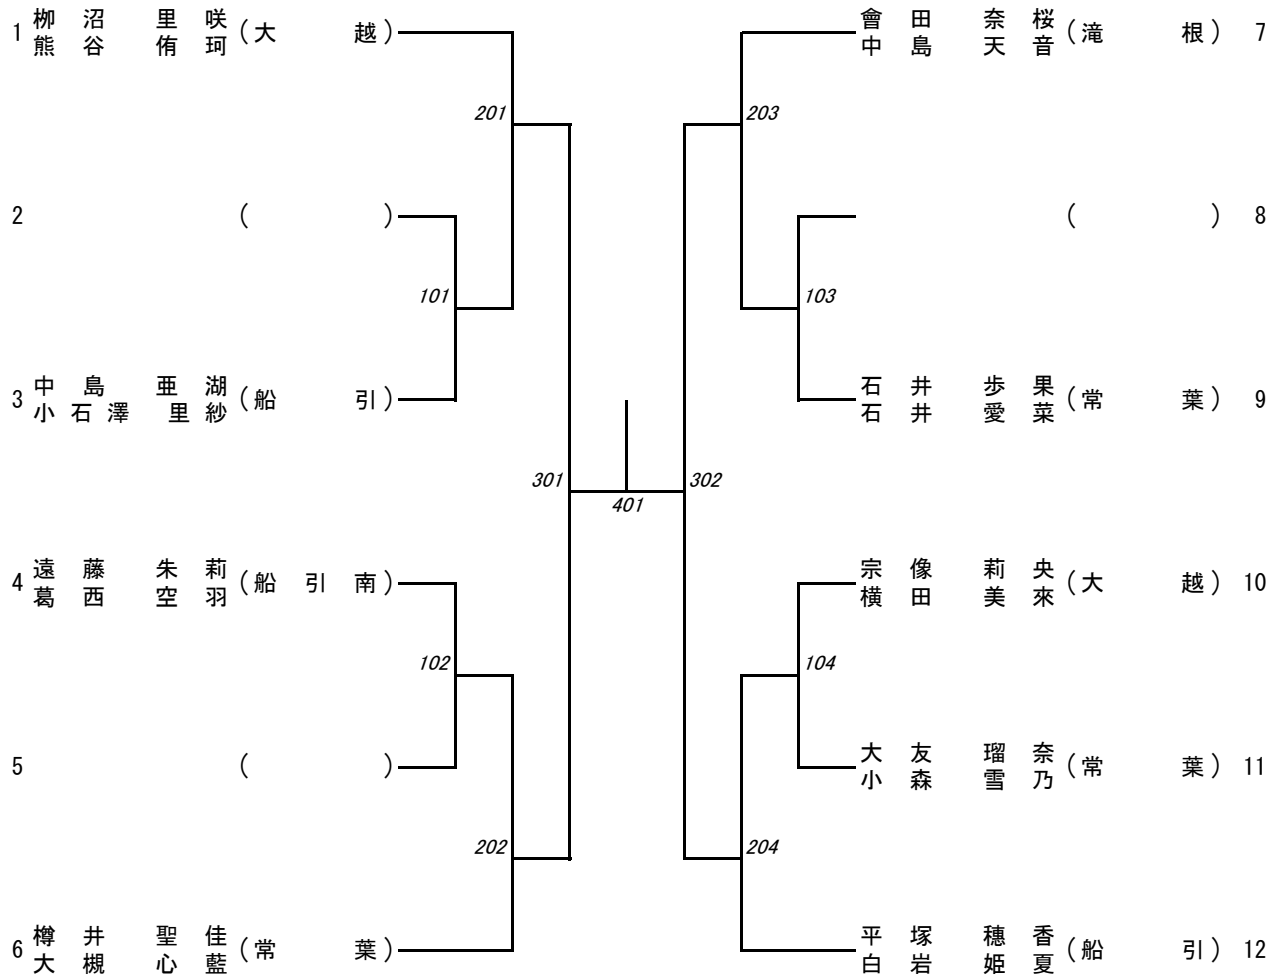 1 栁沼 里咲 (大越)
熊谷 侑珂
201
2 ( )
101
3 中島 亜湖 (船引)
小石澤 里紗
301
4 遠藤 朱莉 (船引南)
葛西 空羽
102
5 ( )
202
6 樽井 聖佳 (常葉)
大槻 心藍
401
會田 奈桜 (滝根) 7
中島 天音
203
( ) 8
103
石井 歩果 (常葉) 9
石井 愛菜
302
宗像 莉央 (大越) 10
横田 美來
104
大友 瑠奈 (常葉) 11
小森 雪乃
204
平塚 穂香 (船引) 12
白岩 姫夏